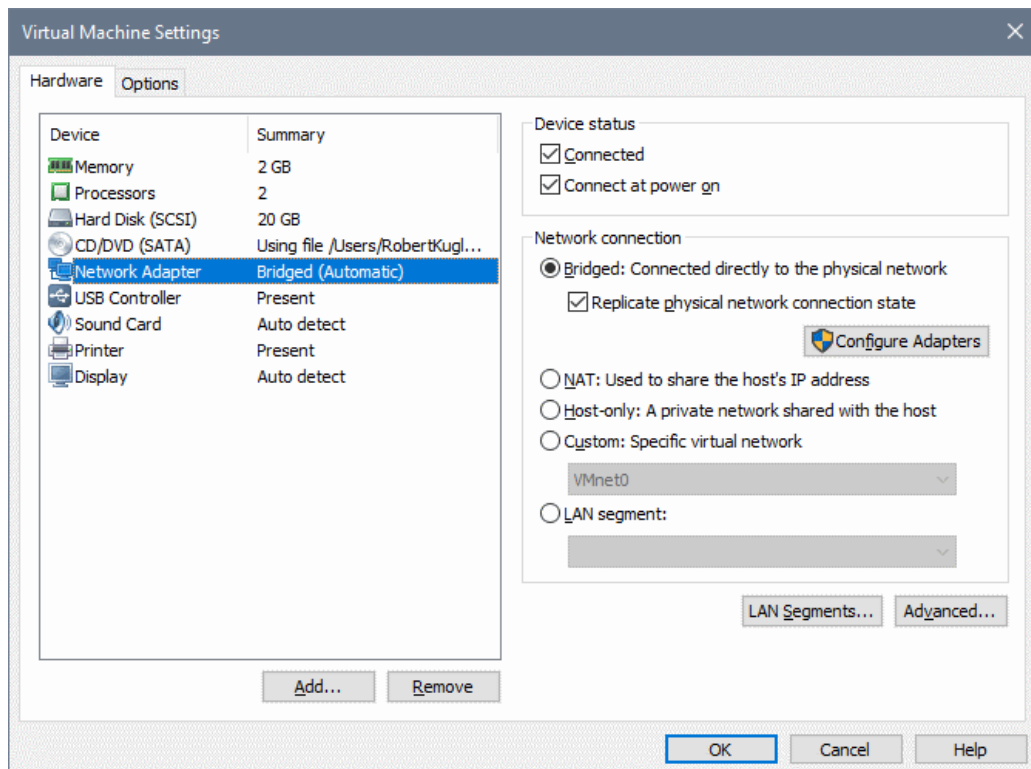 Virtual Machine Settings
Hardware Options
Device Summary
Memory 2 GB
Processors 2
Hard Disk (SCSI) 20 GB
CD/DVD (SATA) Using file /Users/RobertKugl...
Network Adapter Bridged (Automatic)
USB Controller Present
Sound Card Auto detect
Printer Present
Display Auto detect
Add... Remove
Device status
Connected
Connect at power on
Network connection
Bridged: Connected directly to the physical network
Replicate physical network connection state
Configure Adapters
NAT: Used to share the host's IP address
Host-only: A private network shared with the host
Custom: Specific virtual network
VMnet0
LAN segment:
LAN Segments... Advanced...
OK Cancel Help